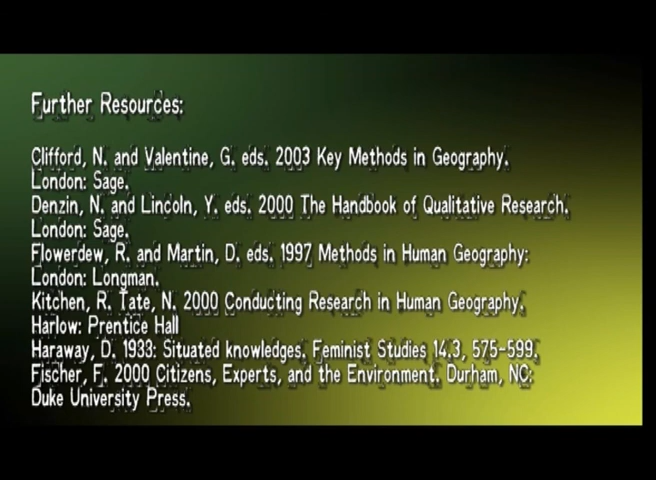 Further Resources:
Clifford, N. and Valentine, G. eds. 2003 Key Methods in Geography.
London: Sage.
Denzin, N. and Lincoln, Y. eds. 2000 The Handbook of Qualitative Research.
London: Sage.
Flowerdew, R. and Martin, D. eds. 1997 Methods in Human Geography:
London: Longman.
Kitchen, R. Tate, N. 2000 Conducting Research in Human Geography.
Harlow: Prentice Hall
Haraway, D. 1933: Situated knowledges. Feminist Studies 14.3, 575-599.
Fischer, F. 2000 Citizens, Experts, and the Environment. Durham, NC:
Duke University Press.